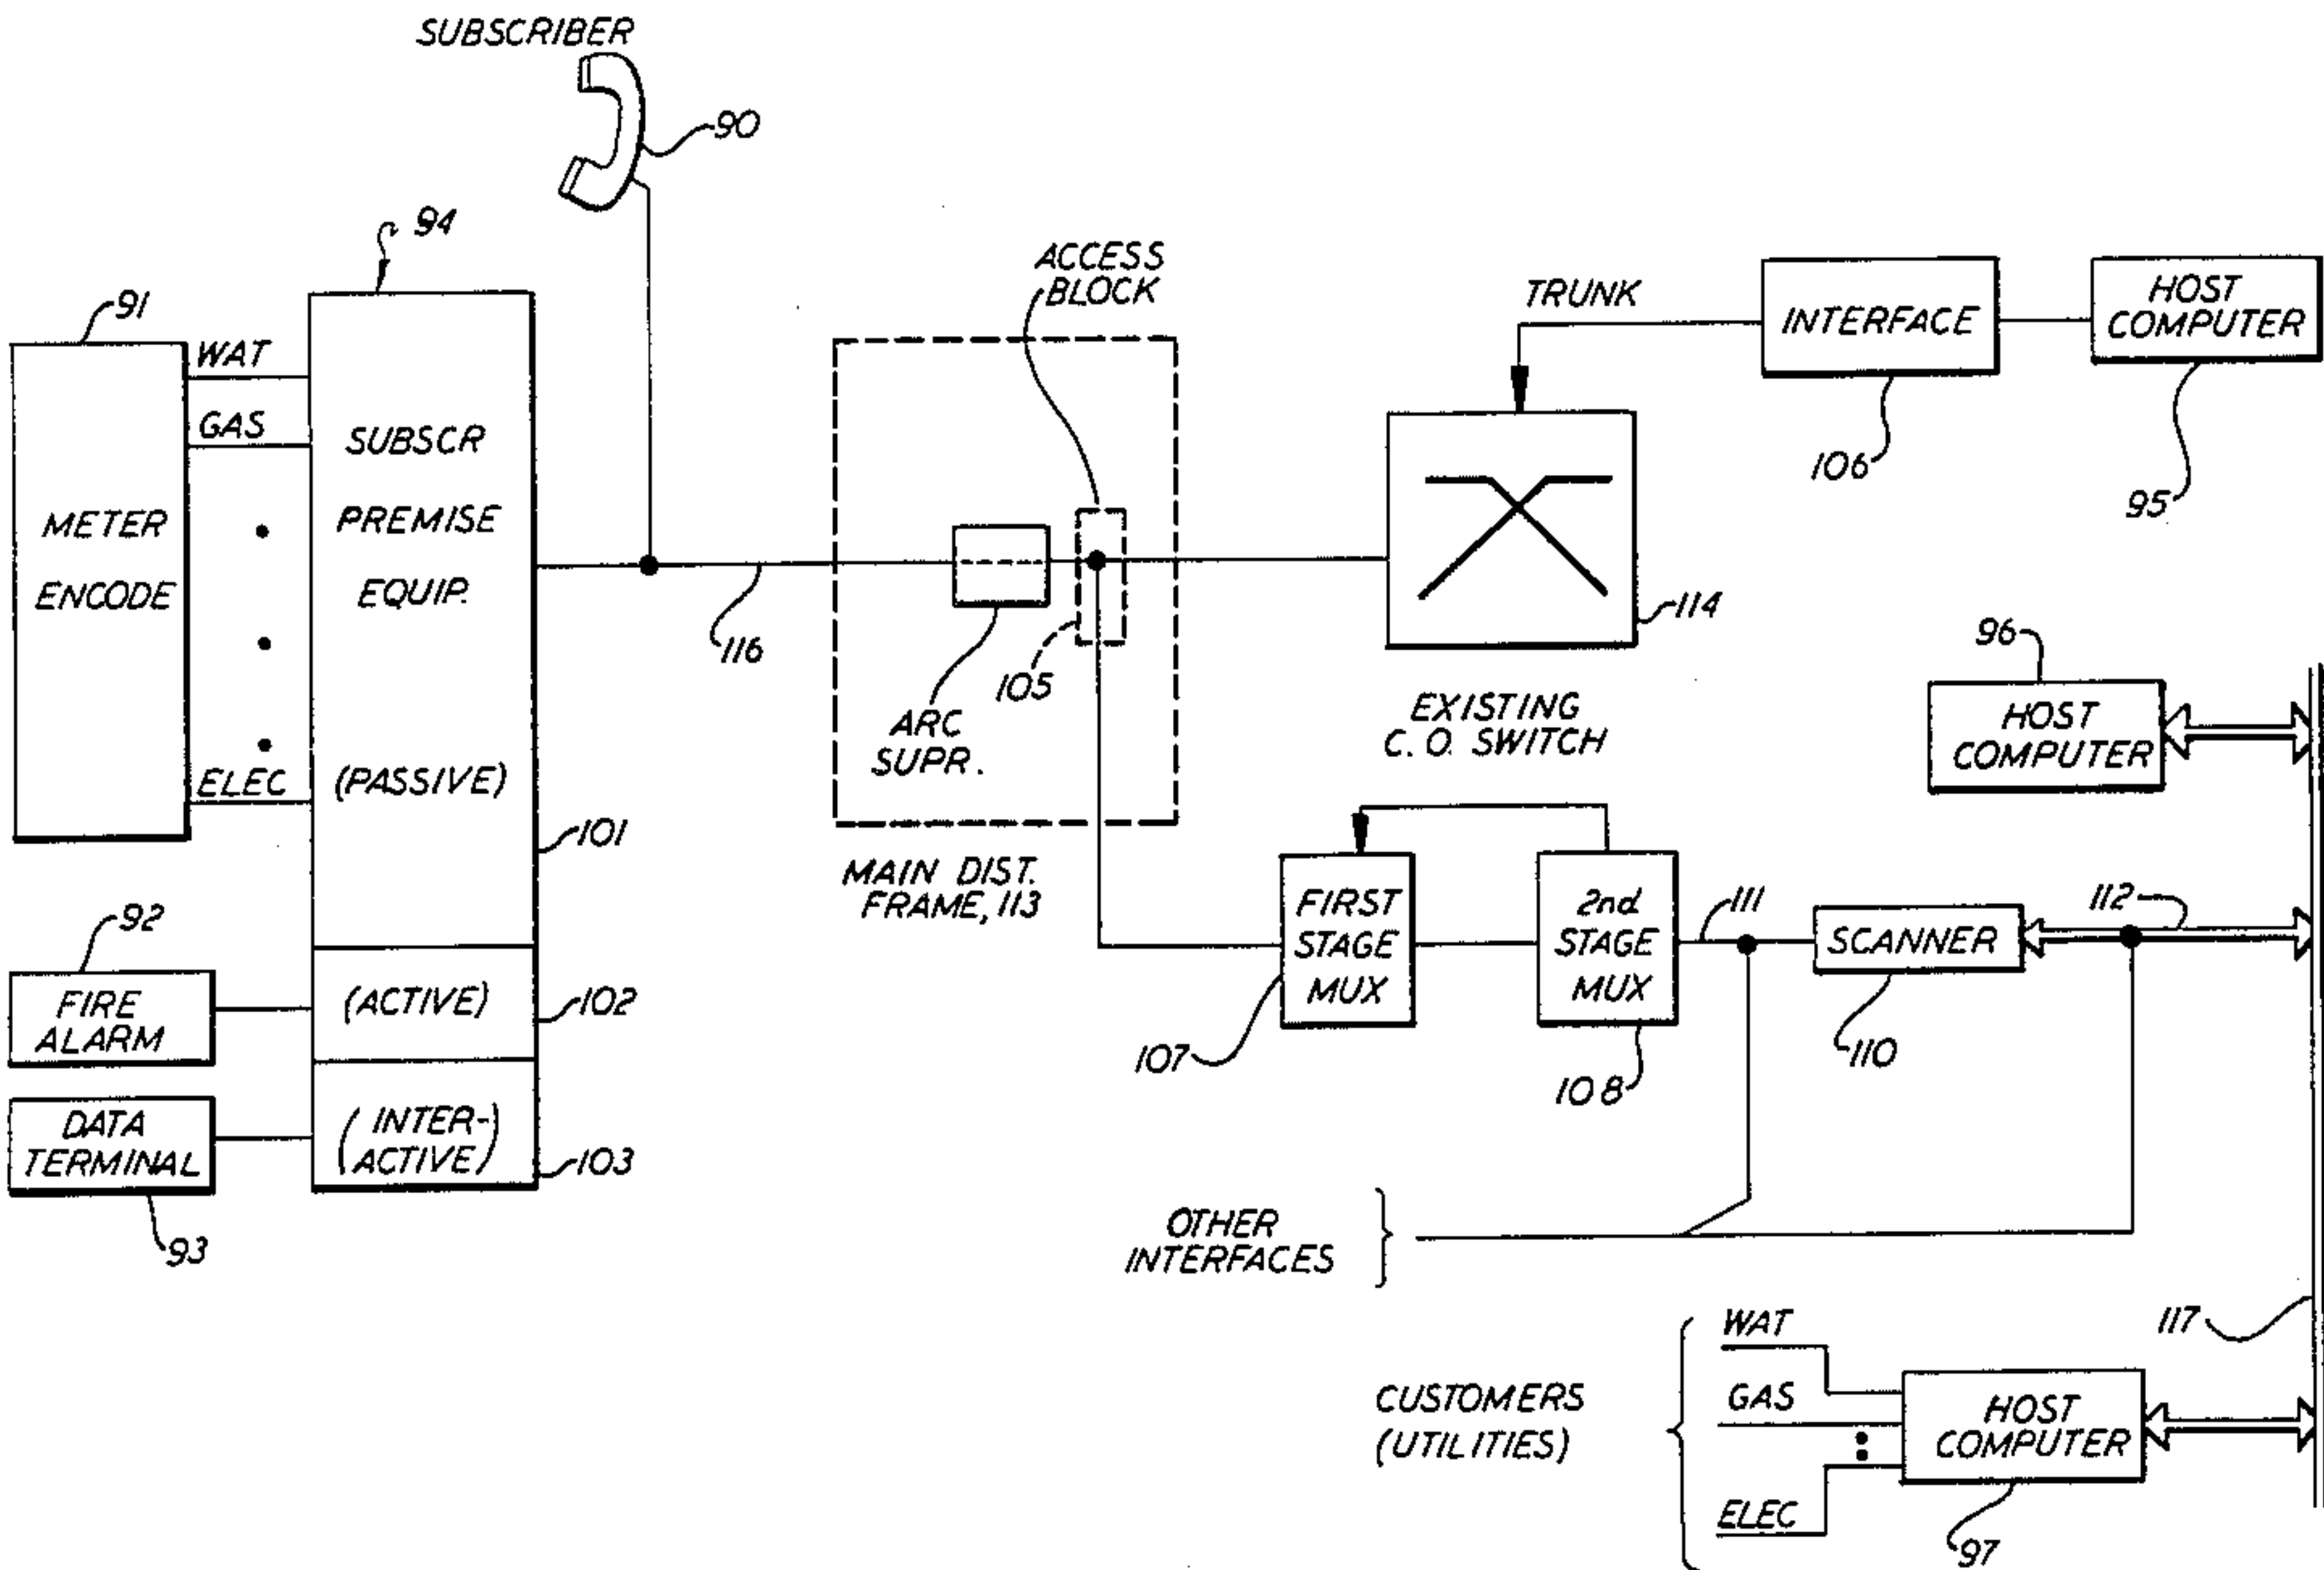 SUBSCRIBER
90
94
91
WAT
GAS
METER
ENCODE
ELEC
SUBSCR
PREMISE
EQUIP.
(PASSIVE)
101
92
FIRE
ALARM
(ACTIVE)
102
DATA
TERMINAL
93
(INTER-
ACTIVE)
103
116
ACCESS
BLOCK
105
ARC
SUPR.
MAIN DIST.
FRAME, 113
TRUNK
INTERFACE
106
HOST
COMPUTER
95
114
EXISTING
C. O. SWITCH
96
HOST
COMPUTER
FIRST
STAGE
MUX
107
2nd
STAGE
MUX
108
111
SCANNER
110
112
OTHER
INTERFACES
117
CUSTOMERS
(UTILITIES)
WAT
GAS
ELEC
HOST
COMPUTER
97